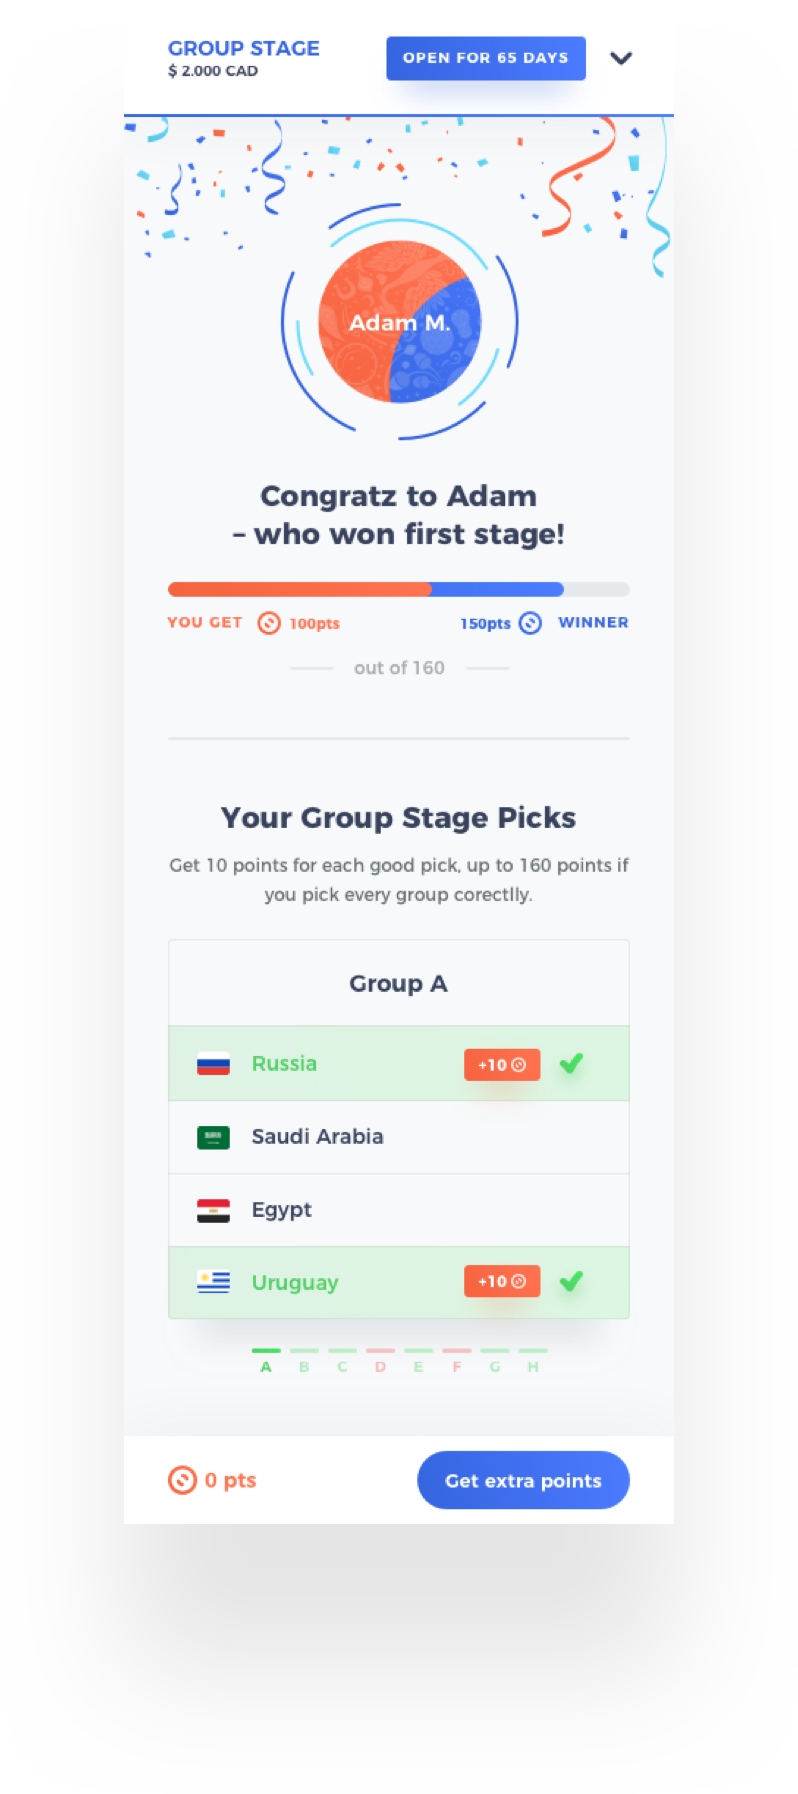 GROUP STAGE
$ 2.000 CAD
OPEN FOR 65 DAYS
Adam M.
Congratz to Adam
– who won first stage!
YOU GET 100pts 150pts WINNER
out of 160
Your Group Stage Picks
Get 10 points for each good pick, up to 160 points if
you pick every group corectlly.
Group A
Russia +10
Saudi Arabia
Egypt
Uruguay +10
A B C D E F G H
0 pts Get extra points